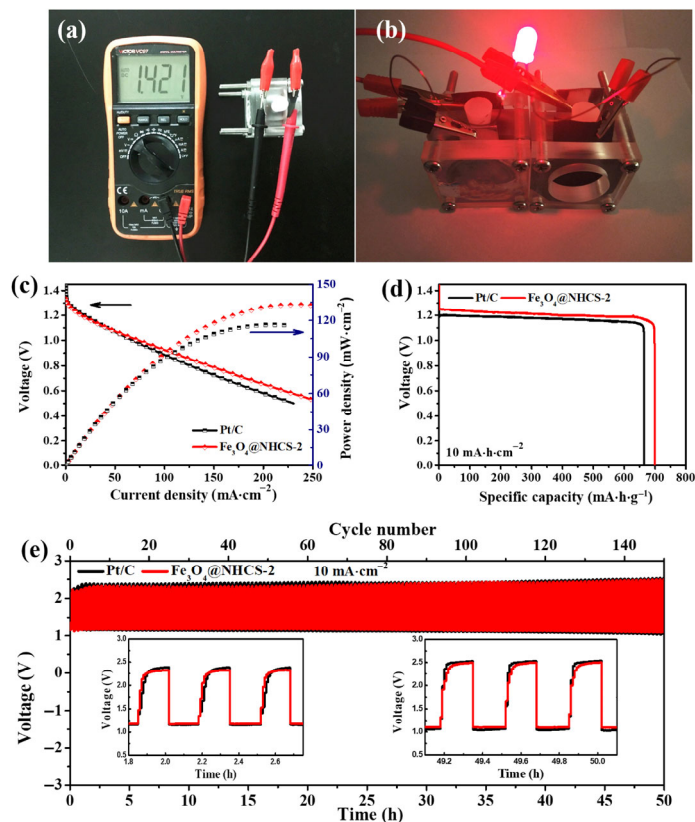 (a)
VC97
1.421
10A
mA
CE
(b)
(c)
Voltage (V)
1.4
1.2
1.0
0.8
0.6
0.4
0.2
0.0
0 50 100 150 200 250
Current density (mA·cm⁻²)
Pt/C
Fe₃O₄@NHCS-2
150
120
90
60
30
0
Power density (mW·cm⁻²)
(d)
Voltage (V)
1.4
1.2
1.0
0.8
0.6
0.4
0.2
0.0
Pt/C Fe₃O₄@NHCS-2
10 mA·h·cm⁻²
0 100 200 300 400 500 600 700 800
Specific capacity (mA·h·g⁻¹)
Cycle number
0 20 40 60 80 100 120 140
(e)
Pt/C Fe₃O₄@NHCS-2 10 mA·cm⁻²
Voltage (V)
3
2
1
0
−1
−2
−3
Voltage (V)
3.0
2.5
2.0
1.5
1.0
0.5
1.8 2.0 2.2 2.4 2.6
Time (h)
Voltage (V)
3.0
2.5
2.0
1.5
1.0
0.5
49.2 49.4 49.6 49.8 50.0
Time (h)
0 5 10 15 20 25 30 35 40 45 50
Time (h)